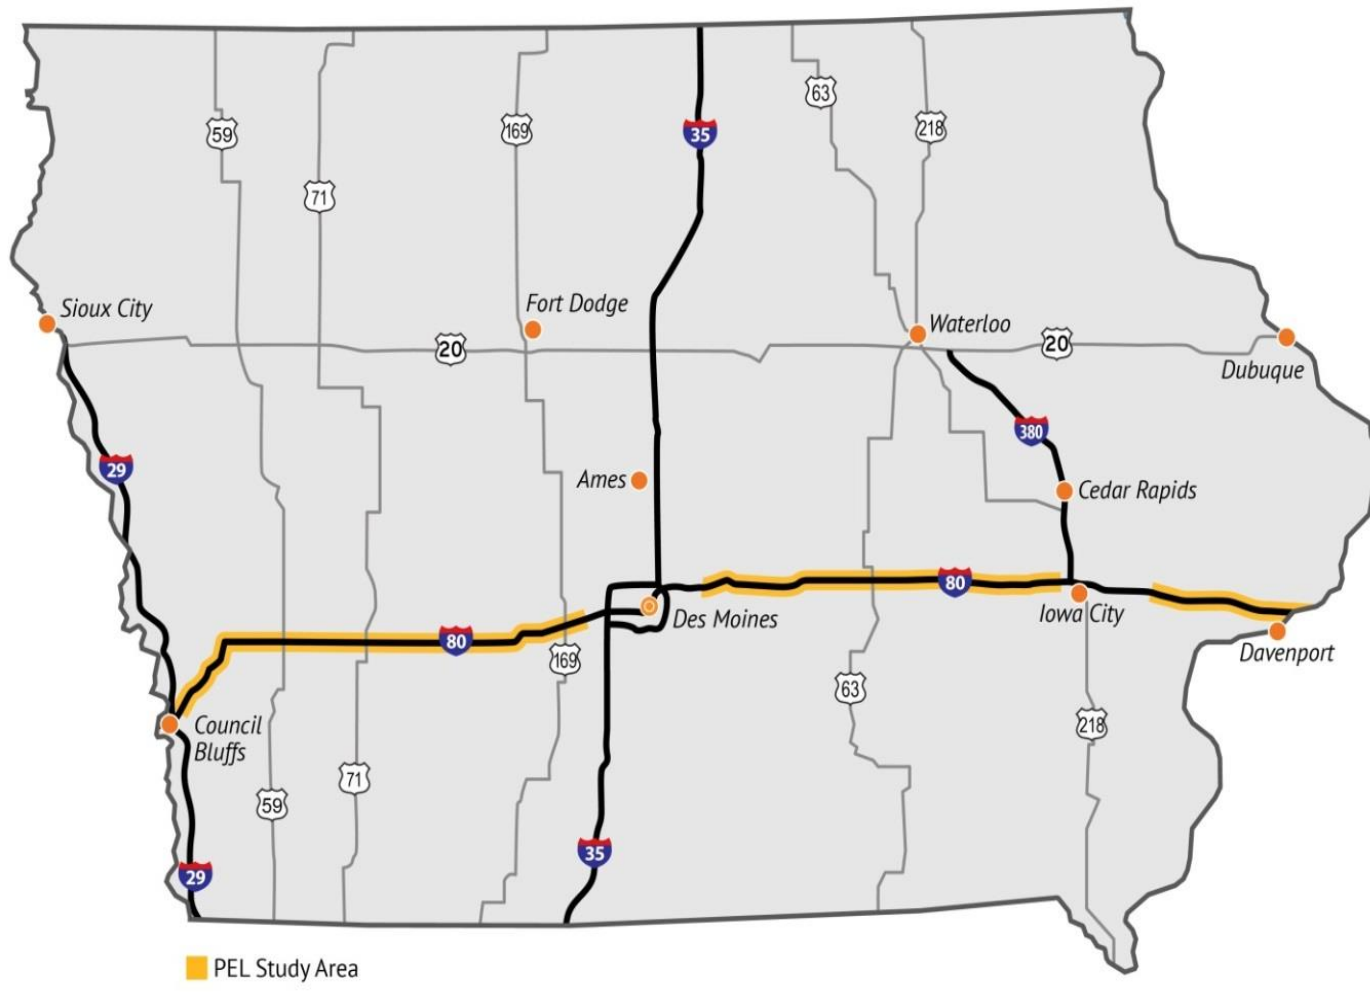 63
59
169
218
35
71
Sioux City
Fort Dodge
Waterloo
20
20
Dubuque
380
29
Ames
Cedar Rapids
80
Iowa City
Des Moines
80
Davenport
169
63
Council
Bluffs
218
71
59
35
29
PEL Study Area